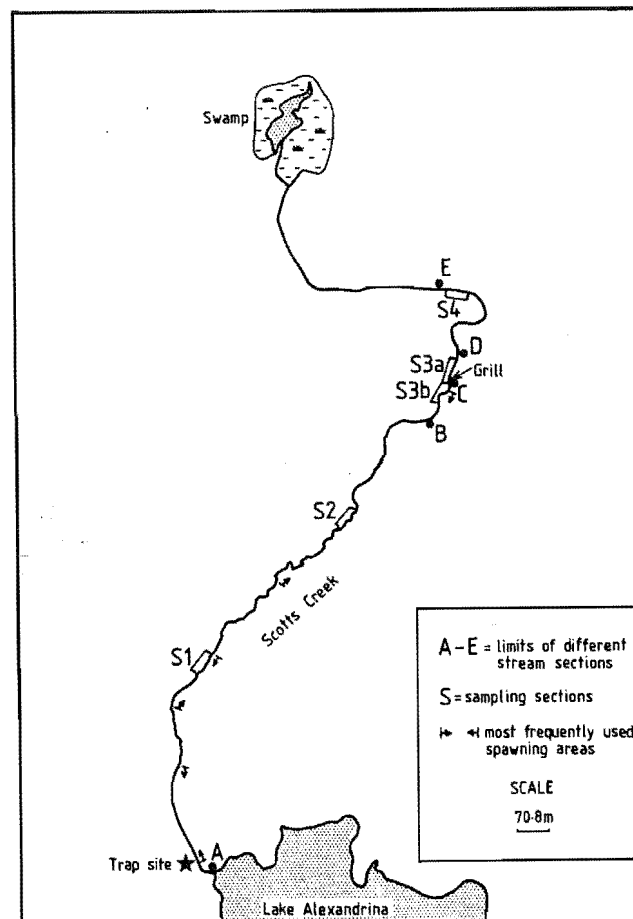 Swamp
E
S4
D
S3a
Grill
S3b
C
B
S2
Scotts Creek
S1
A
Trap site
Lake Alexandrina
A-E = limits of different
stream sections
S = sampling sections
most frequently used
spawning areas
SCALE
70·8m